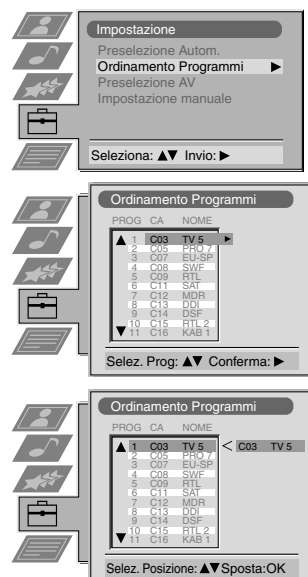 Impostazione
Preselezione Autom.
Ordinamento Programmi
Preselezione AV
Impostazione manuale
Seleziona: ▲▼ Invio: ►
Ordinamento Programmi
PROG CA NOME
1 C03 TV 5
2 C05 PRO 7
3 C07 EU-SP
4 C08 SWF
5 C09 RTL
6 C11 SAT
7 C12 MDR
8 C13 DDI
9 C14 DSF
10 C15 RTL 2
11 C16 KAB 1
Selez. Prog: ▲▼ Conferma: ►
Ordinamento Programmi
PROG CA NOME
1 C03 TV 5 < C03 TV 5
2 C05 PRO 7
3 C07 EU-SP
4 C08 SWF
5 C09 RTL
6 C11 SAT
7 C12 MDR
8 C13 DDI
9 C14 DSF
10 C15 RTL 2
11 C16 KAB 1
Selez. Posizione: ▲▼Sposta:OK